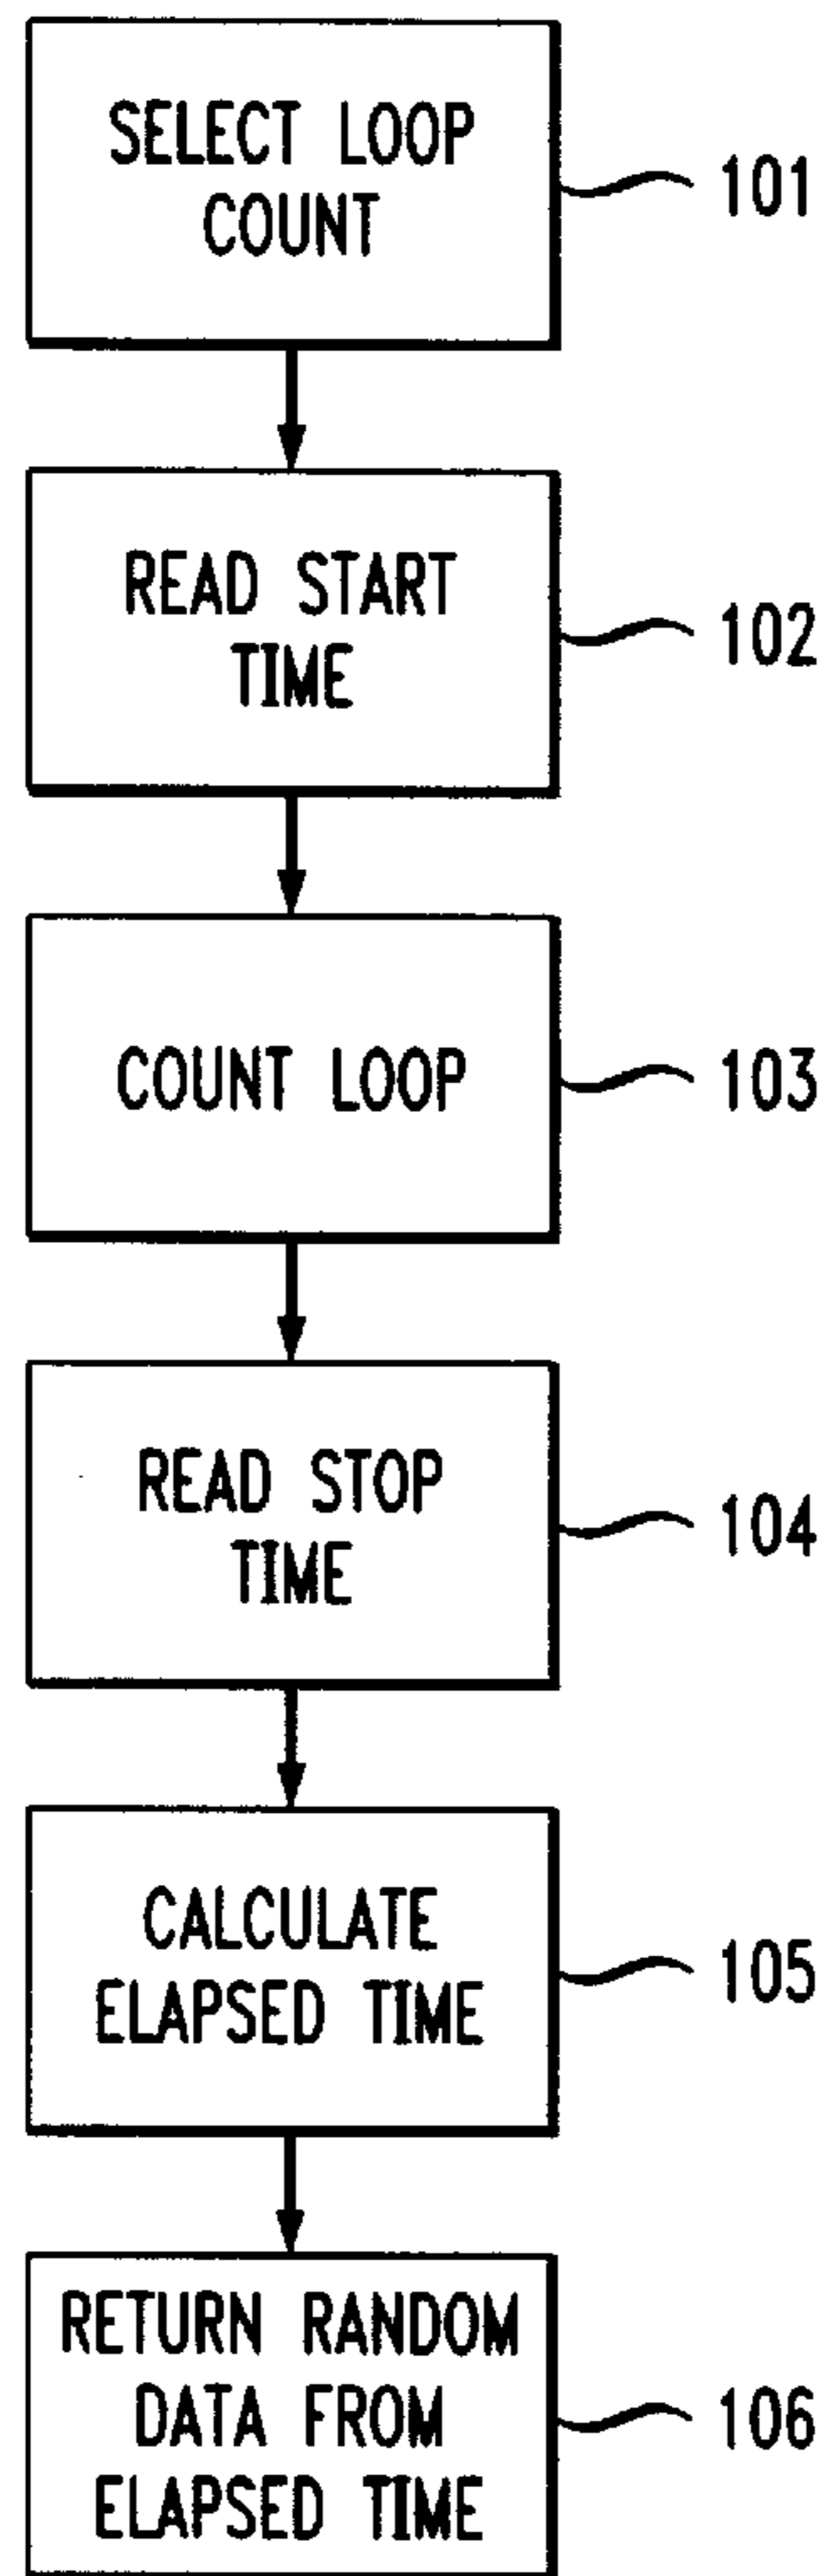 SELECT LOOP
COUNT
101
READ START
TIME
102
COUNT LOOP
103
READ STOP
TIME
104
CALCULATE
ELAPSED TIME
105
RETURN RANDOM
DATA FROM
ELAPSED TIME
106